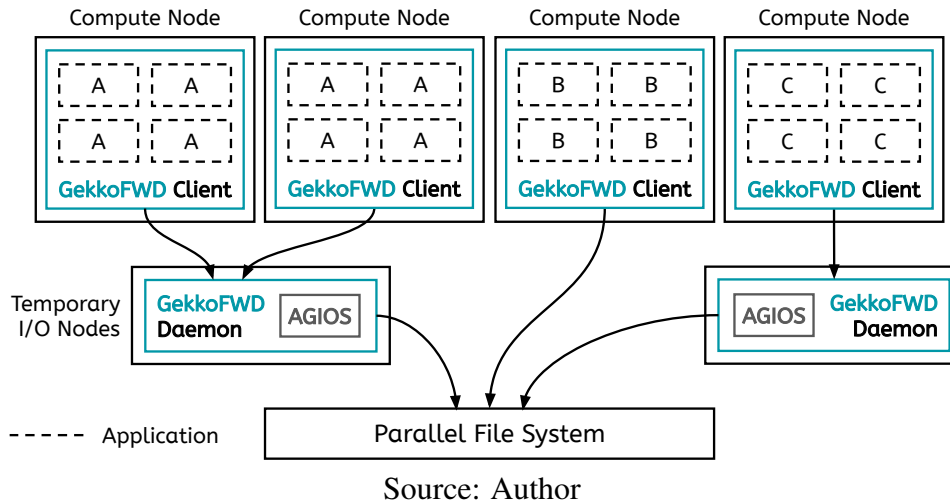 Compute Node Compute Node Compute Node Compute Node
A A A A B B C C
A A A A B B C C
GekkoFWD Client GekkoFWD Client GekkoFWD Client GekkoFWD Client
Temporary
I/O Nodes
GekkoFWD
Daemon
AGIOS
AGIOS
GekkoFWD
Daemon
Application
Parallel File System
Source: Author